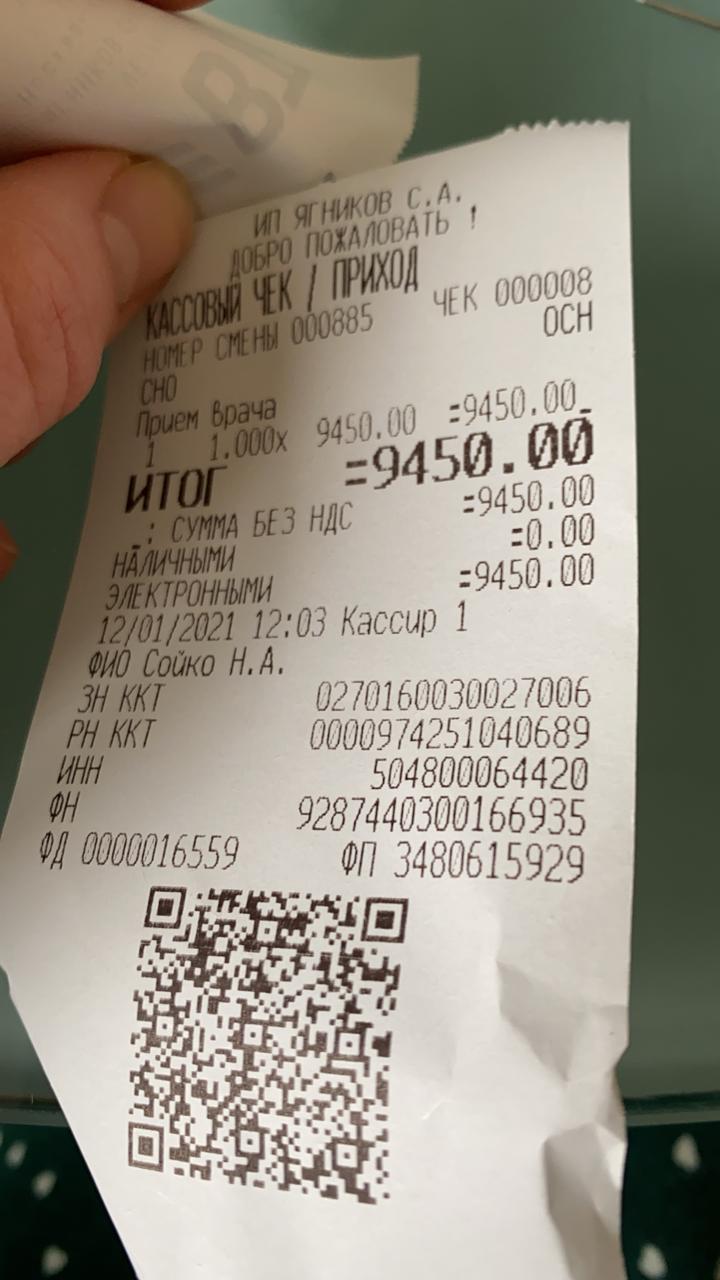 ИП ЯГНИКОВ С.А.
ДОБРО ПОЖАЛОВАТЬ !
КАССОВЫЙ ЧЕК / ПРИХОД
НОМЕР СМЕНЫ 000885 ЧЕК 000008
СНО ОСН
Прием врача
1 1.000x 9450.00 =9450.00_
ИТОГ =9450.00
_: СУММА БЕЗ НДС =9450.00
НАЛИЧНЫМИ =0.00
ЭЛЕКТРОННЫМИ =9450.00
12/01/2021 12:03 Кассир 1
ФИО Сойко Н.А.
ЗН ККТ 0270160030027006
РН ККТ 0000974251040689
ИНН 504800064420
ФН 9287440300166935
ФД 0000016559 ФП 3480615929